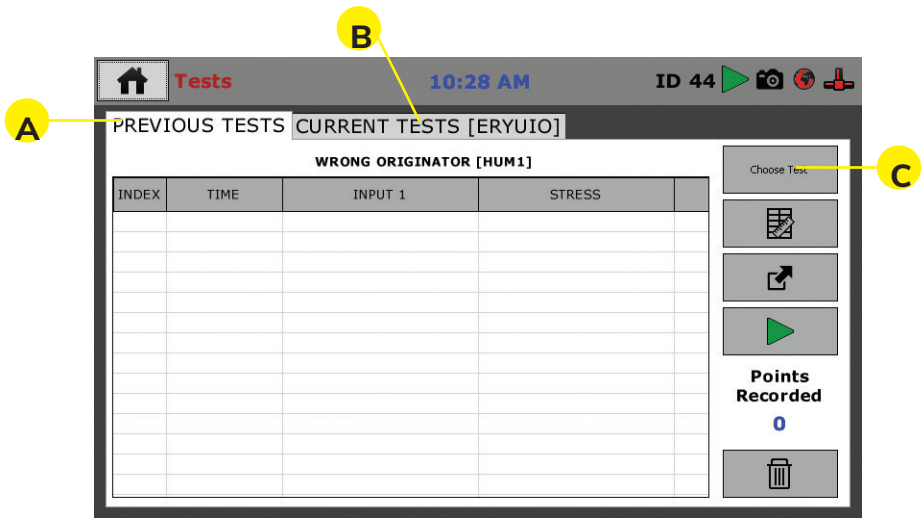 B
Tests 10:28 AM ID 44
A
PREVIOUS TESTS CURRENT TESTS [ERYUIO]
WRONG ORIGINATOR [HUM1]
Choose Test
C
INDEX TIME INPUT 1 STRESS
Points
Recorded
0